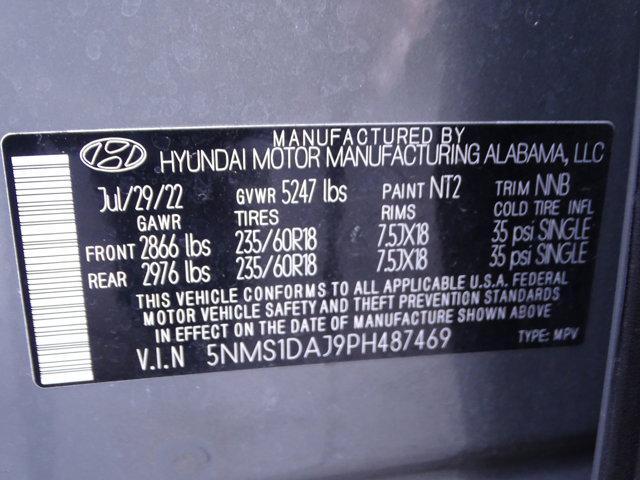 MANUFACTURED BY
HYUNDAI MOTOR MANUFACTURING ALABAMA, LLC
Jul/29/22 GVWR 5247 lbs PAINT NT2 TRIM NNB
GAWR TIRES RIMS COLD TIRE INFL
FRONT 2866 lbs 235/60R18 7.5JX18 35 psi SINGLE
REAR 2976 lbs 235/60R18 7.5JX18 35 psi SINGLE
THIS VEHICLE CONFORMS TO ALL APPLICABLE U.S.A. FEDERAL
MOTOR VEHICLE SAFETY AND THEFT PREVENTION STANDARDS
IN EFFECT ON THE DATE OF MANUFACTURE SHOWN ABOVE
V.I.N 5NMS1DAJ9PH487469 TYPE: MPV